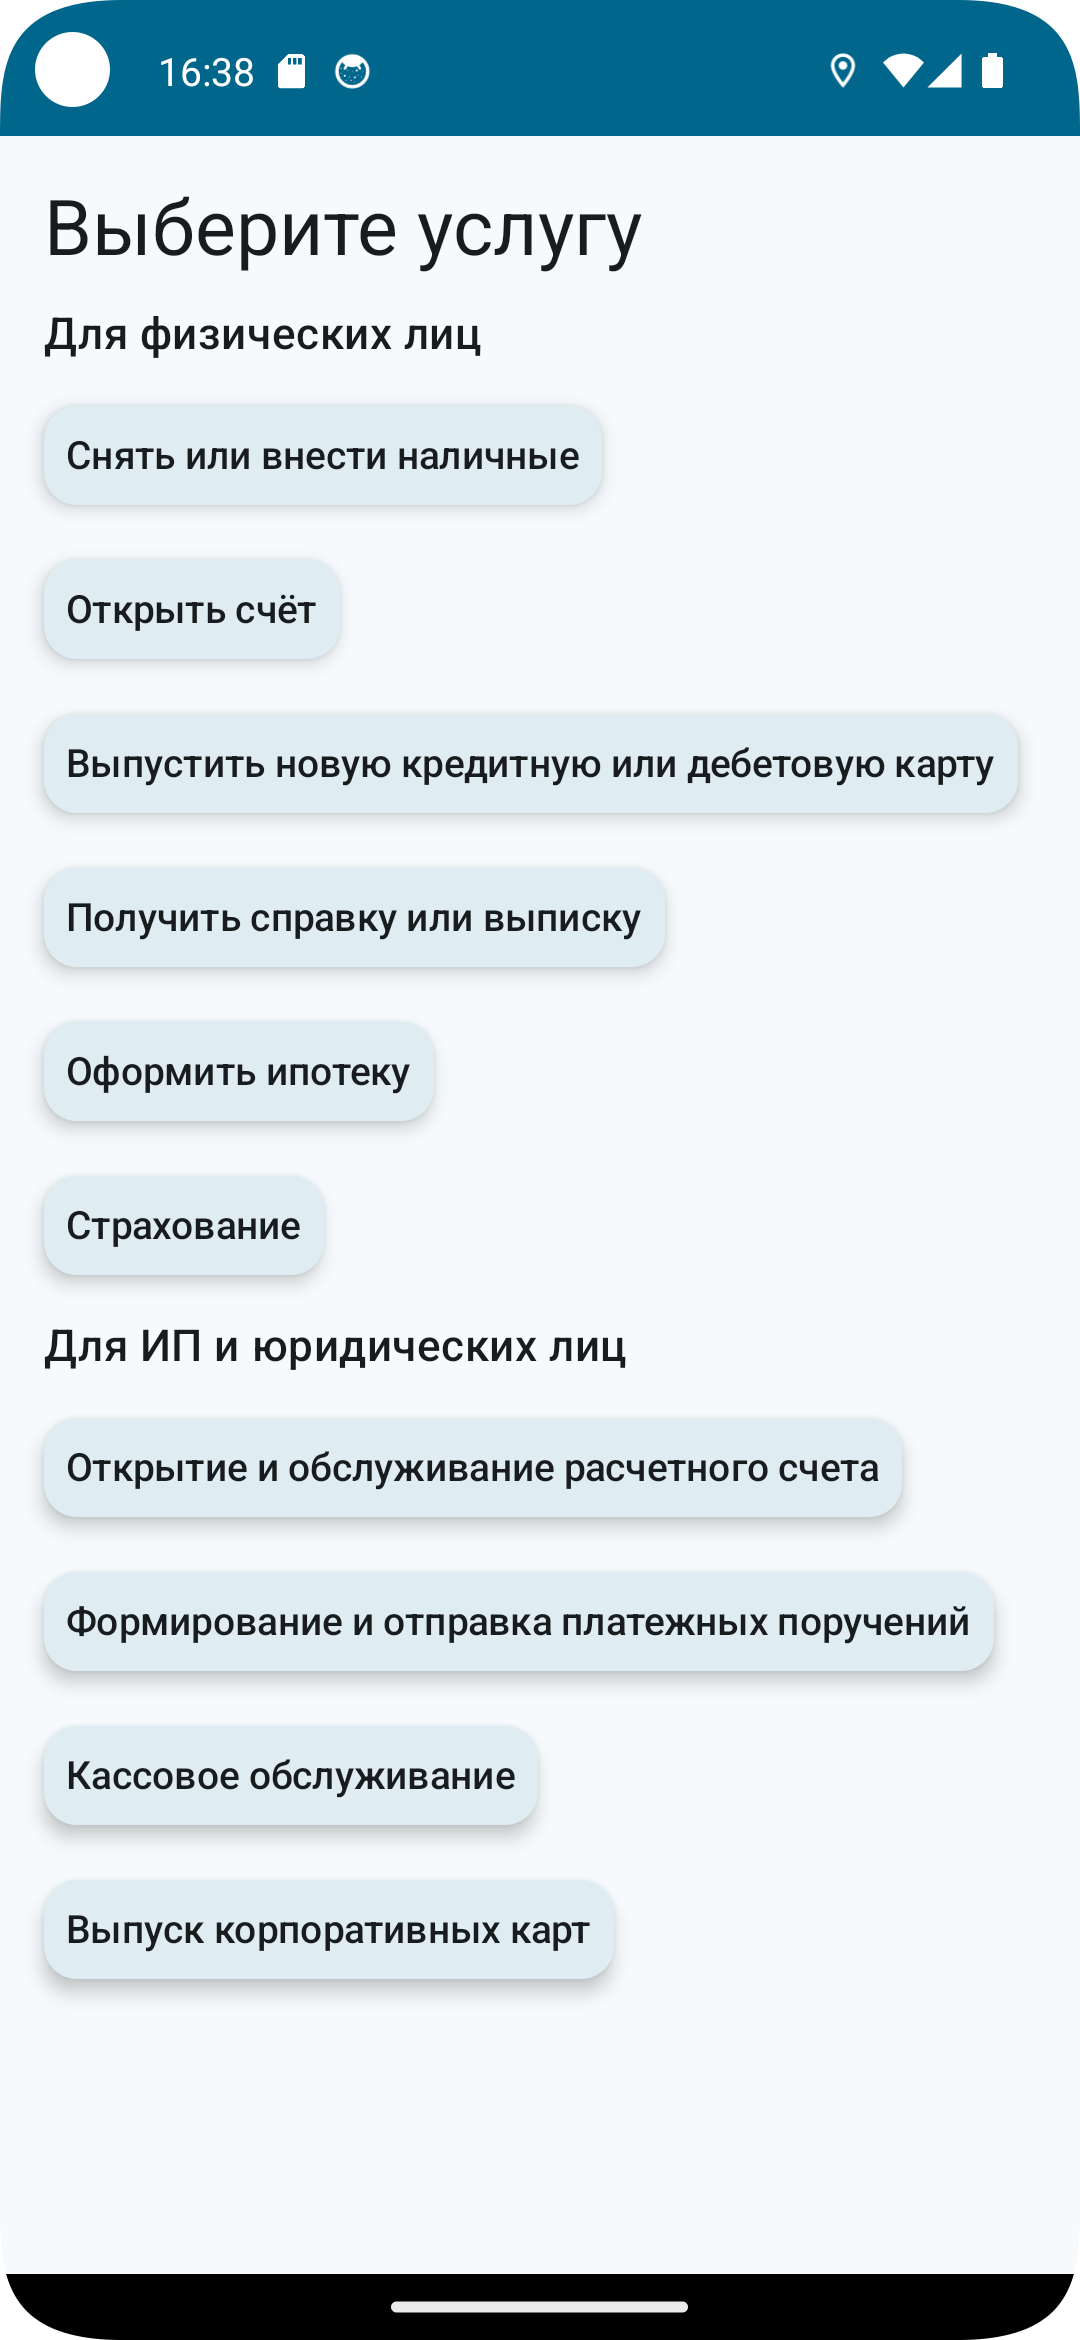 16:38
Выберите услугу
Для физических лиц
Снять или внести наличные
Открыть счёт
Выпустить новую кредитную или дебетовую карту
Получить справку или выписку
Оформить ипотеку
Страхование
Для ИП и юридических лиц
Открытие и обслуживание расчетного счета
Формирование и отправка платежных поручений
Кассовое обслуживание
Выпуск корпоративных карт